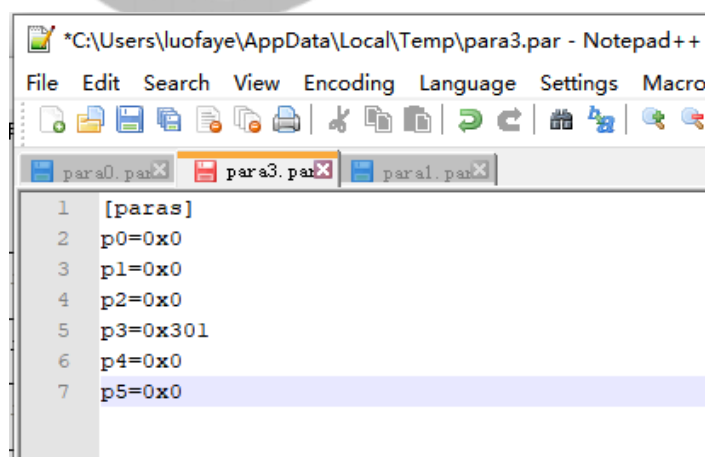 *C:\Users\luofaye\AppData\Local\Temp\para3.par - Notepad++
File Edit Search View Encoding Language Settings Macro
para0.par para3.par para1.par
1 [paras]
2 p0=0x0
3 p1=0x0
4 p2=0x0
5 p3=0x301
6 p4=0x0
7 p5=0x0